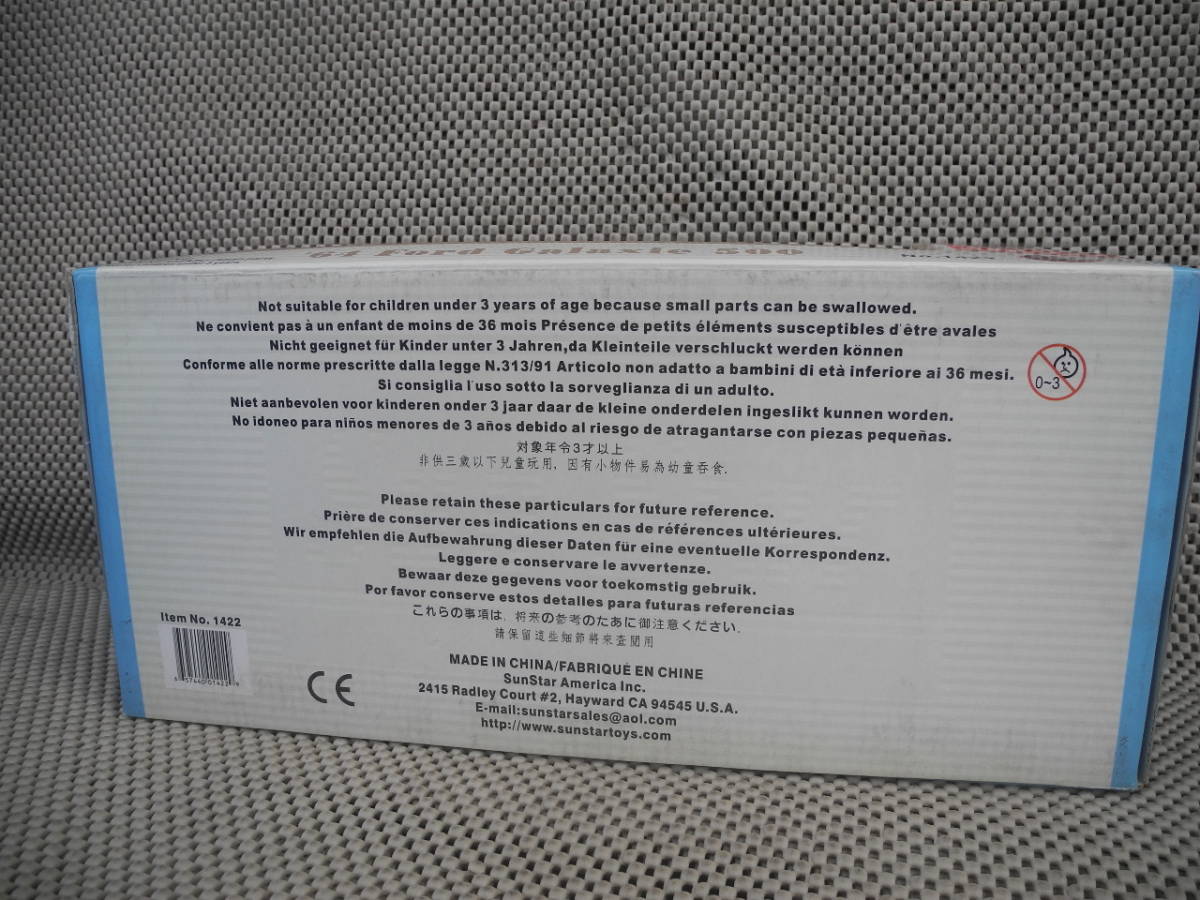 '64 Ford Galaxie 500
Not suitable for children under 3 years of age because small parts can be swallowed.
Ne convient pas à un enfant de moins de 36 mois Présence de petits éléments susceptibles d'être avales
Nicht geeignet für Kinder unter 3 Jahren,da Kleinteile verschluckt werden können
Conforme alle norme prescritte dalla legge N.313/91 Articolo non adatto a bambini di età inferiore ai 36 mesi.
Si consiglia l'uso sotto la sorveglianza di un adulto.
Niet aanbevolen voor kinderen onder 3 jaar daar de kleine onderdelen ingeslikt kunnen worden.
No idoneo para niños menores de 3 años debido al riesgo de atragantarse con piezas pequeñas.
対象年令3才以上
非供三歲以下兒童玩用, 因有小物件易為幼童吞食.
0~3
Please retain these particulars for future reference.
Prière de conserver ces indications en cas de références ultérieures.
Wir empfehlen die Aufbewahrung dieser Daten für eine eventuelle Korrespondenz.
Leggere e conservare le avvertenze.
Bewaar deze gegevens voor toekomstig gebruik.
Por favor conserve estos detalles para futuras referencias
これらの事項は, 将来の参考のたあに御注意ください.
請保留這些細節將來查閱用
Item No. 1422
CE
MADE IN CHINA/FABRIQUÉ EN CHINE
SunStar America Inc.
2415 Radley Court #2, Hayward CA 94545 U.S.A.
E-mail:sunstarsales@aol.com
http://www.sunstartoys.com